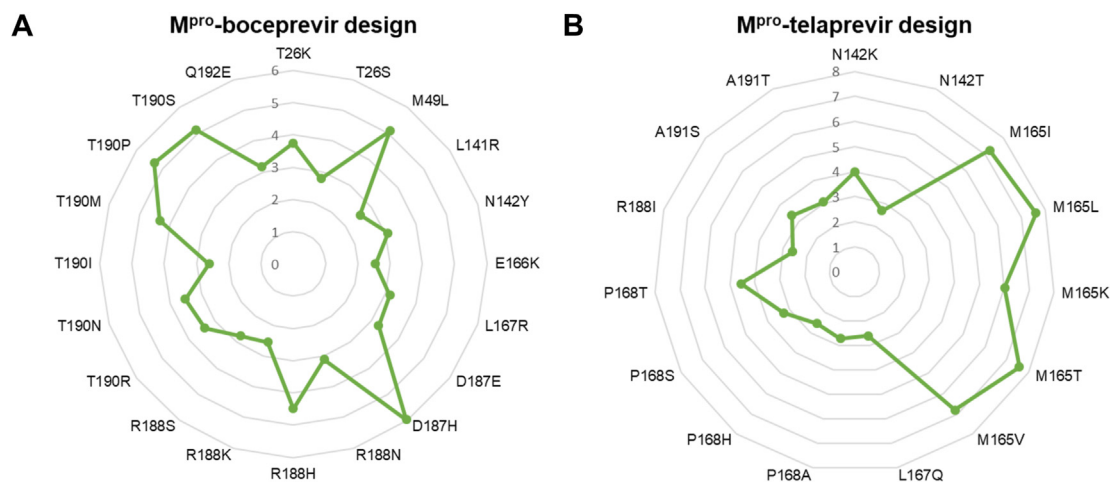 A
M^pro-boceprevir design
T26K
T26S
M49L
L141R
N142Y
E166K
L167R
D187E
D187H
R188N
R188H
R188K
R188S
T190R
T190N
T190I
T190M
T190P
T190S
Q192E
6
5
4
3
2
1
0
B
M^pro-telaprevir design
N142K
N142T
M165I
M165L
M165K
M165T
M165V
L167Q
P168A
P168H
P168S
P168T
R188I
A191S
A191T
8
7
6
5
4
3
2
1
0